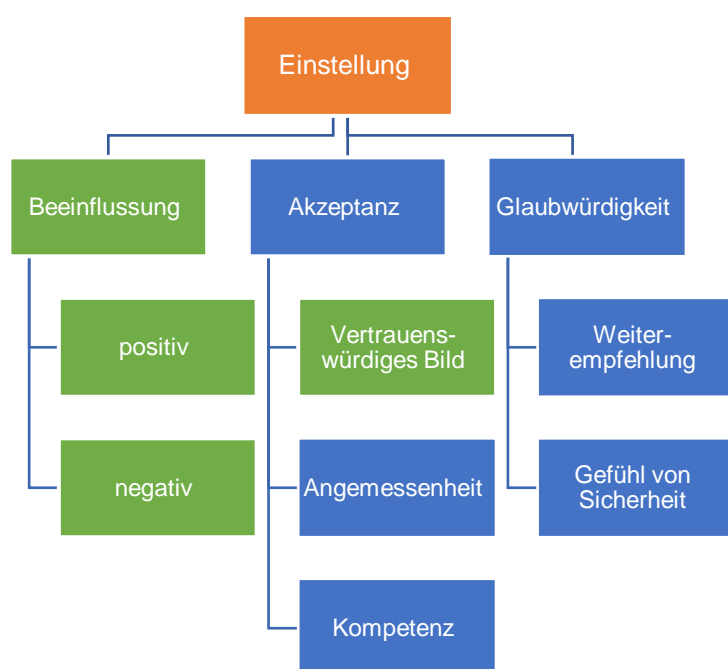 Einstellung
Beeinflussung
Akzeptanz
Glaubwürdigkeit
positiv
Vertrauens-
würdiges Bild
Weiter-
empfehlung
negativ
Angemessenheit
Gefühl von
Sicherheit
Kompetenz